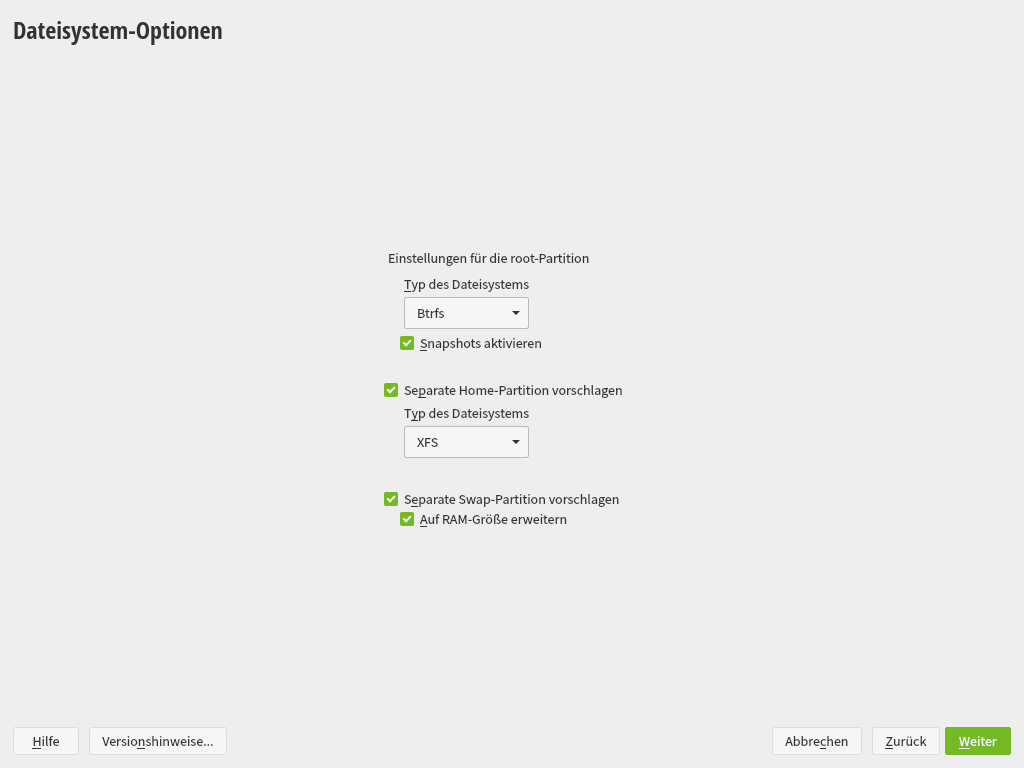 Dateisystem-Optionen
Einstellungen für die root-Partition
Typ des Dateisystems
Btrfs
Snapshots aktivieren
Separate Home-Partition vorschlagen
Typ des Dateisystems
XFS
Separate Swap-Partition vorschlagen
Auf RAM-Größe erweitern
Hilfe Versionshinweise... Abbrechen Zurück Weiter